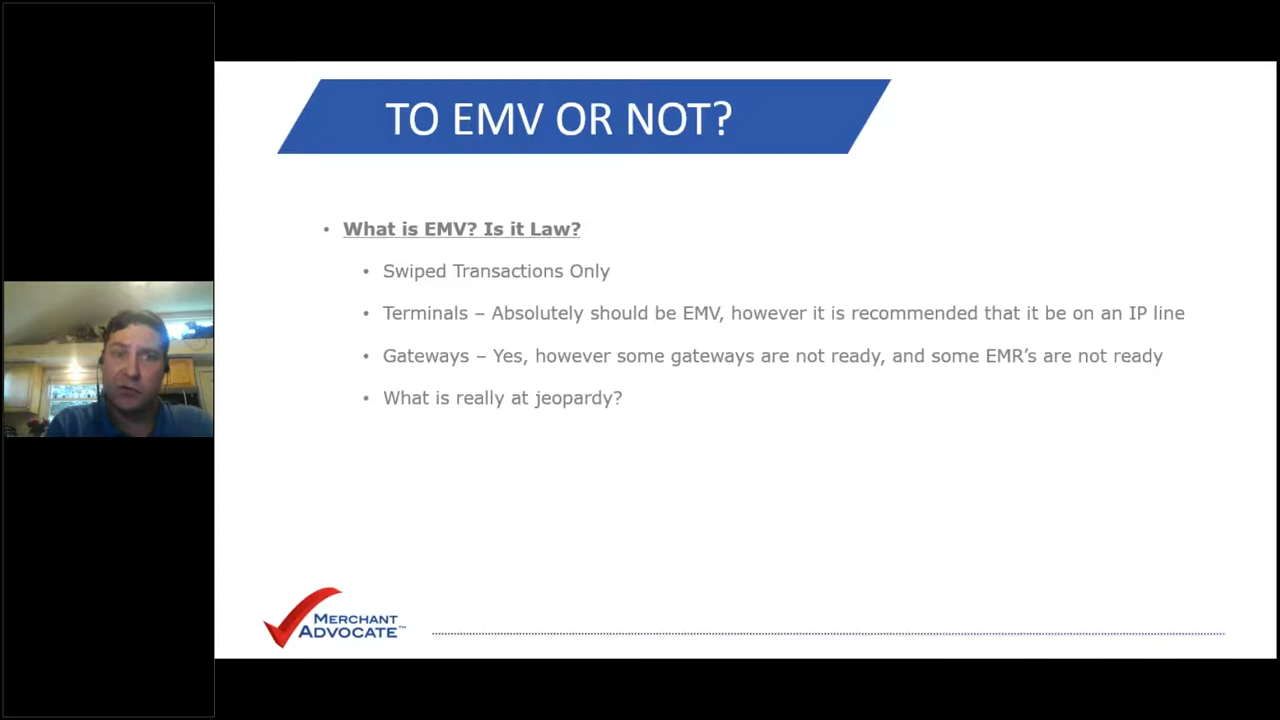 TO EMV OR NOT?
• What is EMV? Is it Law?
• Swiped Transactions Only
• Terminals – Absolutely should be EMV, however it is recommended that it be on an IP line
• Gateways – Yes, however some gateways are not ready, and some EMR's are not ready
• What is really at jeopardy?
MERCHANT
ADVOCATE™